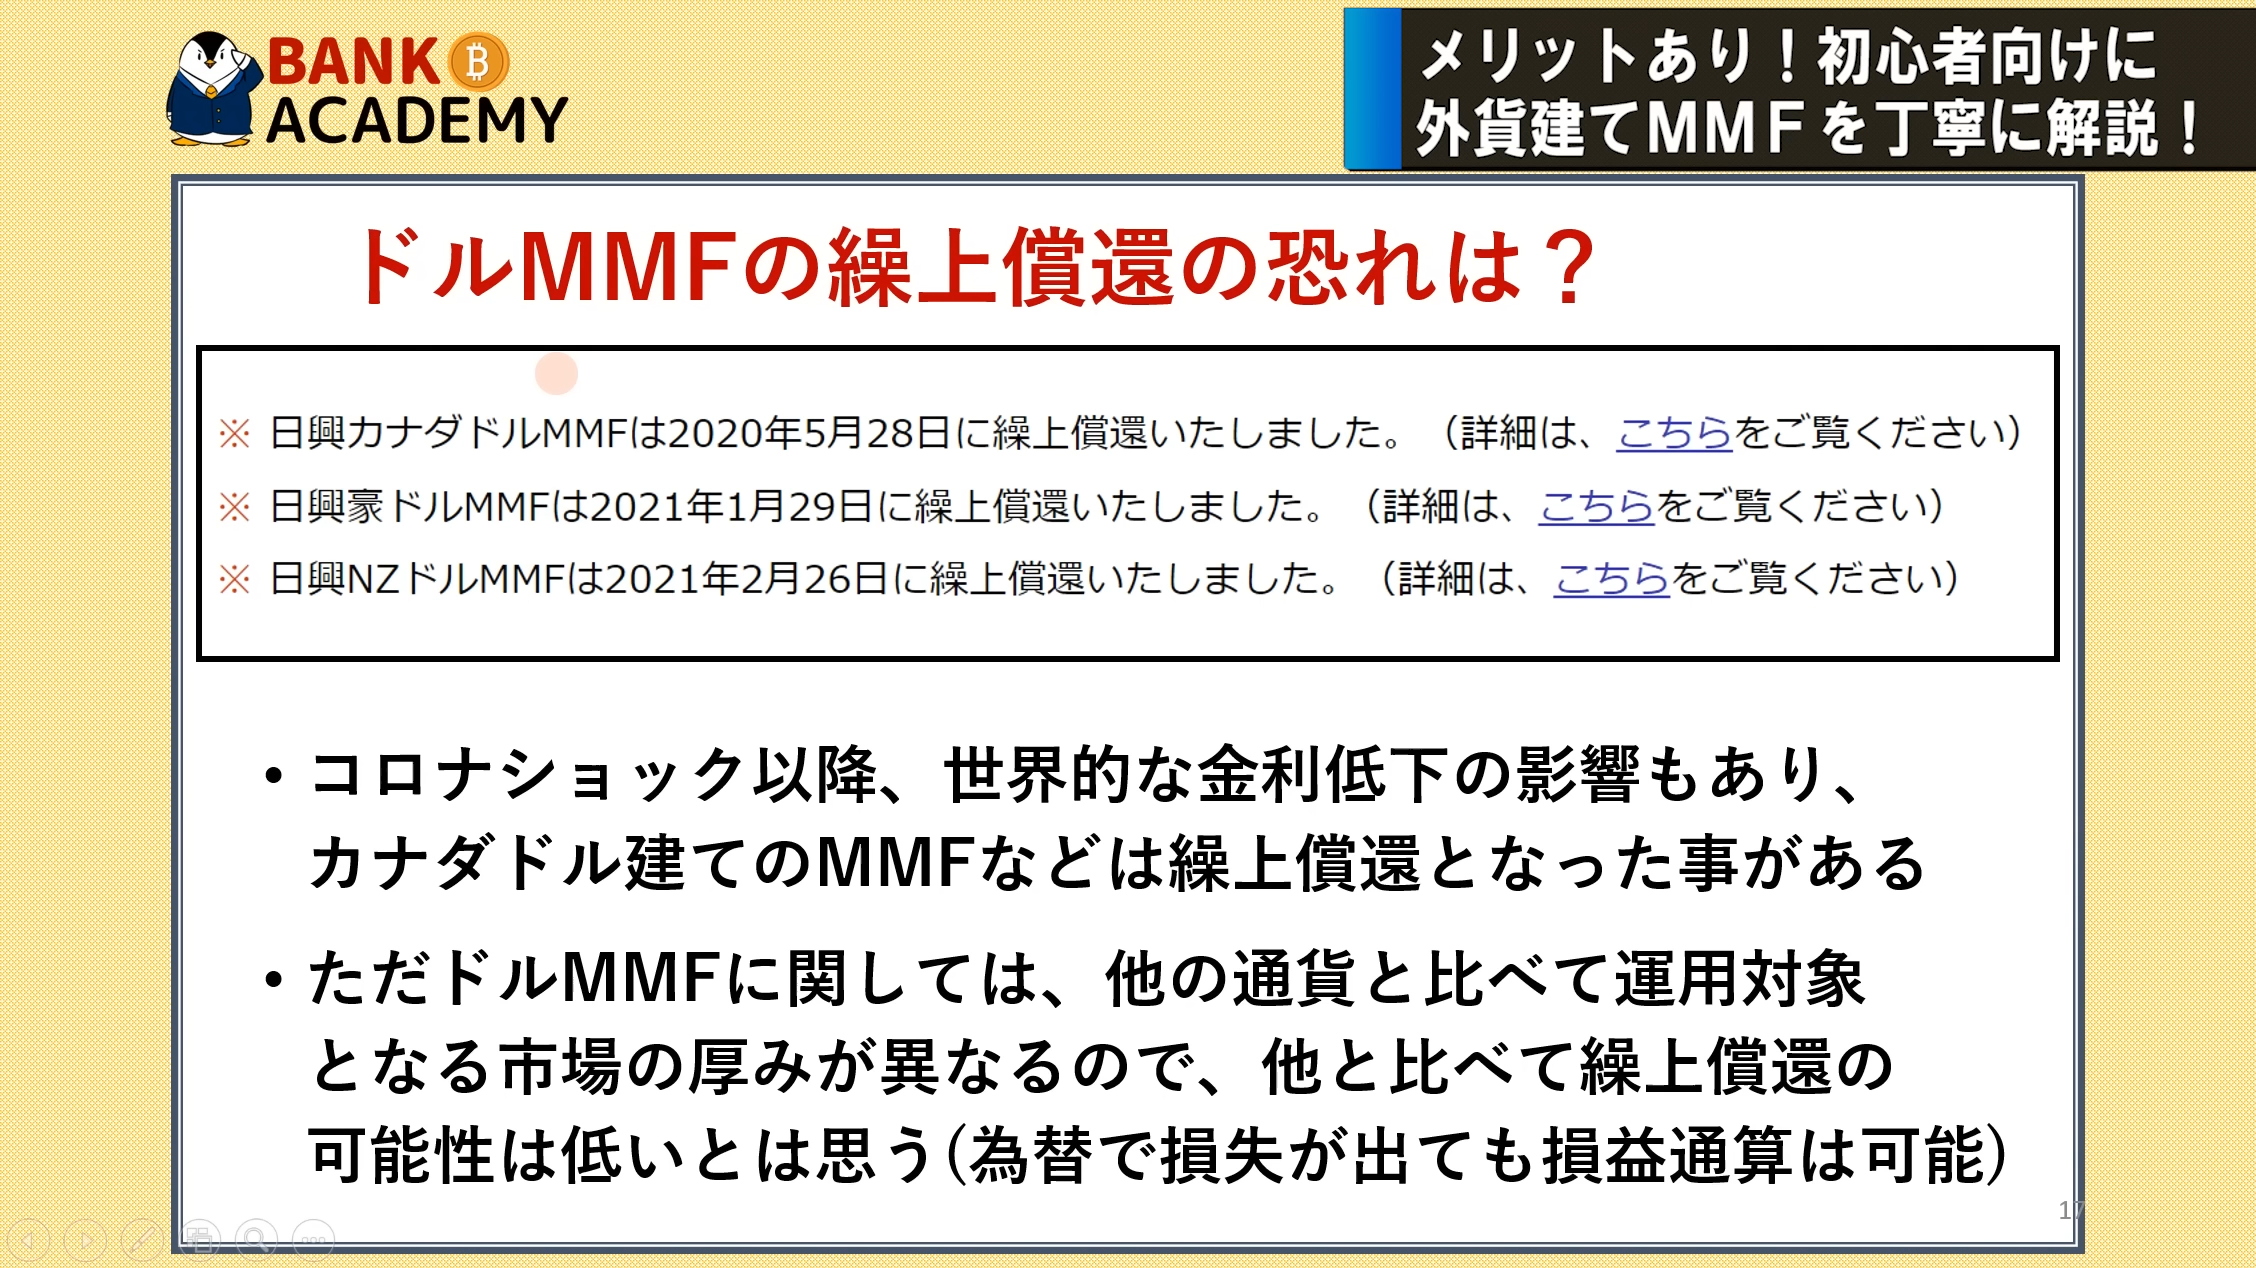 BANK
ACADEMY
メリットあり！初心者向けに
外貨建てＭＭＦを丁寧に解説！
ドルMMFの繰上償還の恐れは？
※ 日興カナダドルMMFは2020年5月28日に繰上償還いたしました。（詳細は、こちらをご覧ください）
※ 日興豪ドルMMFは2021年1月29日に繰上償還いたしました。（詳細は、こちらをご覧ください）
※ 日興NZドルMMFは2021年2月26日に繰上償還いたしました。（詳細は、こちらをご覧ください）
・コロナショック以降、世界的な金利低下の影響もあり、
カナダドル建てのMMFなどは繰上償還となった事がある
・ただドルMMFに関しては、他の通貨と比べて運用対象
となる市場の厚みが異なるので、他と比べて繰上償還の
可能性は低いとは思う(為替で損失が出ても損益通算は可能)
17